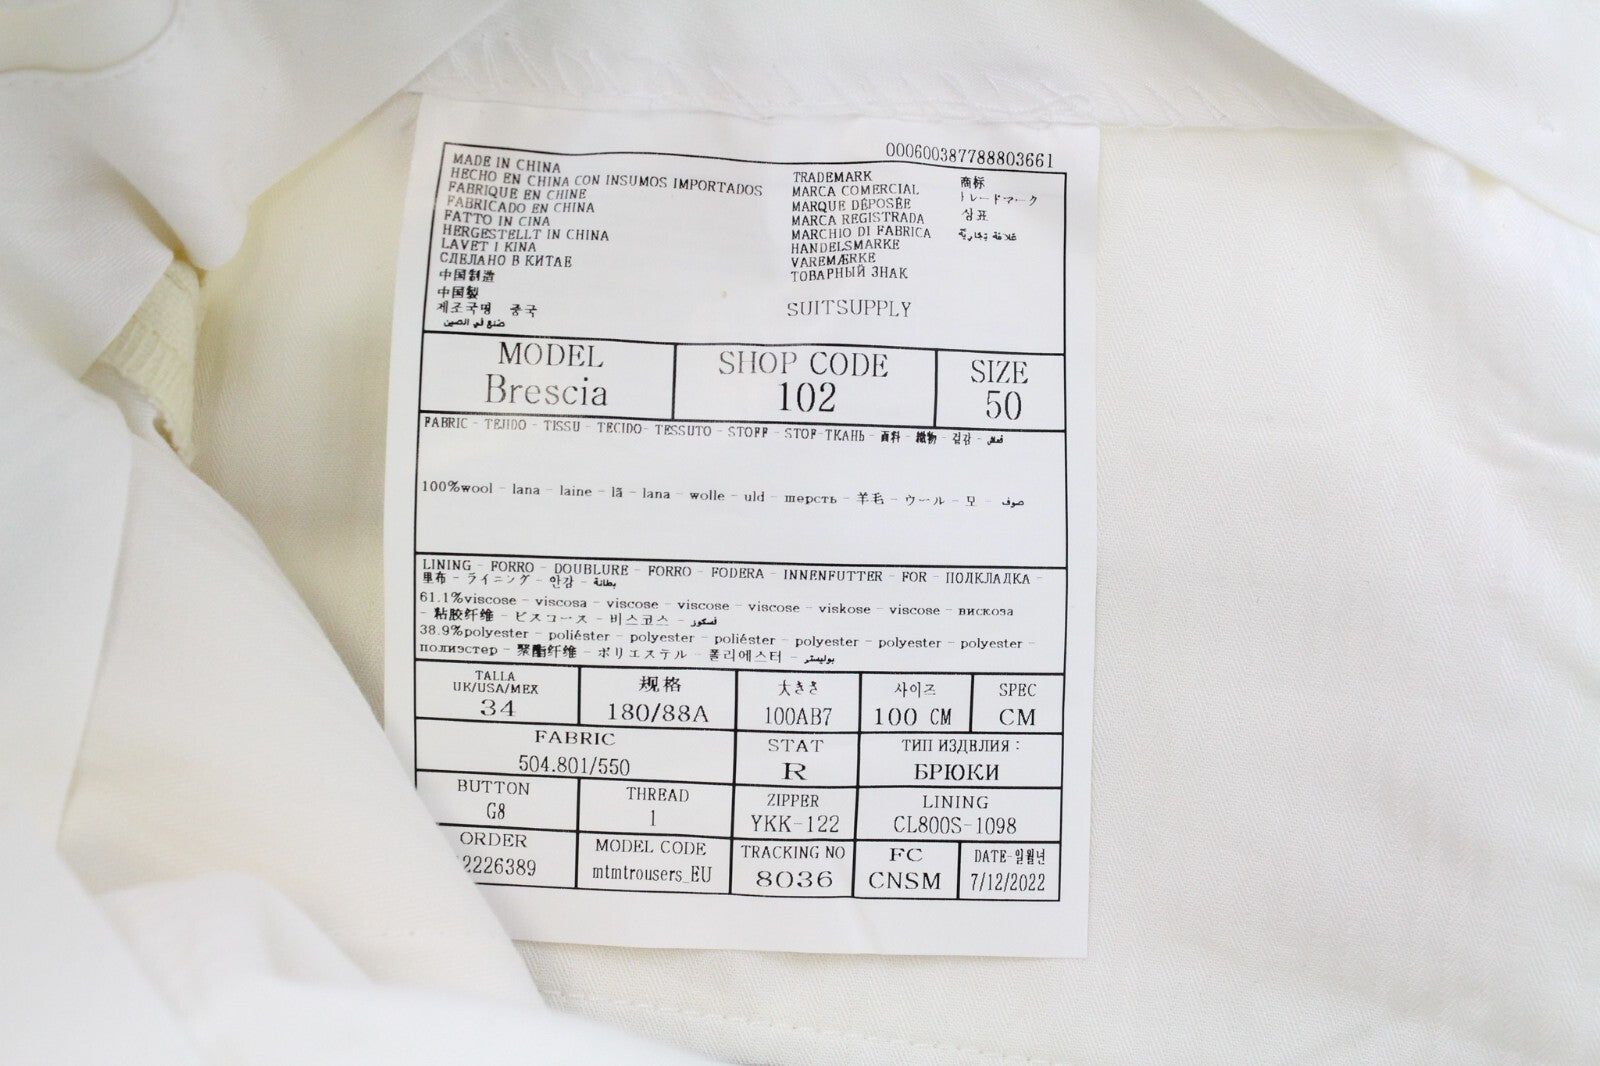 000600387788803661
MADE IN CHINA
HECHO EN CHINA CON INSUMOS IMPORTADOS
FABRIQUE EN CHINE
FABRICADO EN CHINA
FATTO IN CINA
HERGESTELLT IN CHINA
LAVET I KINA
СДЕЛАНО В КИТАЕ
中国制造
中国製
제조국명 중국
صنع في الصين
TRADEMARK
MARCA COMERCIAL
MARQUE DÉPOSÉE
MARCA REGISTRADA
MARCHIO DI FABRICA
HANDELSMARKE
VAREMÆRKE
ТОВАРНЫЙ ЗНАК
商标
トレードマーク
상표
علامة تجارية
SUITSUPPLY
MODEL
Brescia
SHOP CODE
102
SIZE
50
FABRIC - TEJIDO - TISSU - TECIDO- TESSUTO - STOFF - STOF-ТКАНЬ - 面料 - 織物 - 겉감 - قماش
100%wool - lana - laine - lã - lana - wolle - uld - шерсть - 羊毛 - ウール - 모 - صوف
LINING - FORRO - DOUBLURE - FORRO - FODERA - INNENFUTTER - FOR - ПОДКЛАДКА -
里布 - ライニング - 안감 - بطانة
61.1%viscose - viscosa - viscose - viscose - viscose - viskose - viscose - вискоза
- 粘胶纤维 - ビスコース - 비스코스 - فسكوز
38.9%polyester - poliéster - polyester - poliéster - polyester - polyester - polyester -
полиэстер - 聚酯纤维 - ポリエステル - 폴리에스터 - بوليستر
TALLA
UK/USA/MEX
34
规格
180/88A
大きさ
100AB7
사이즈
100 CM
SPEC
CM
FABRIC
504.801/550
STAT
R
ТИП ИЗДЕЛИЯ :
БРЮКИ
BUTTON
G8
THREAD
1
ZIPPER
YKK-122
LINING
CL800S-1098
ORDER
2226389
MODEL CODE
mtmtrousers_EU
TRACKING NO
8036
FC
CNSM
DATE-일월년
7/12/2022